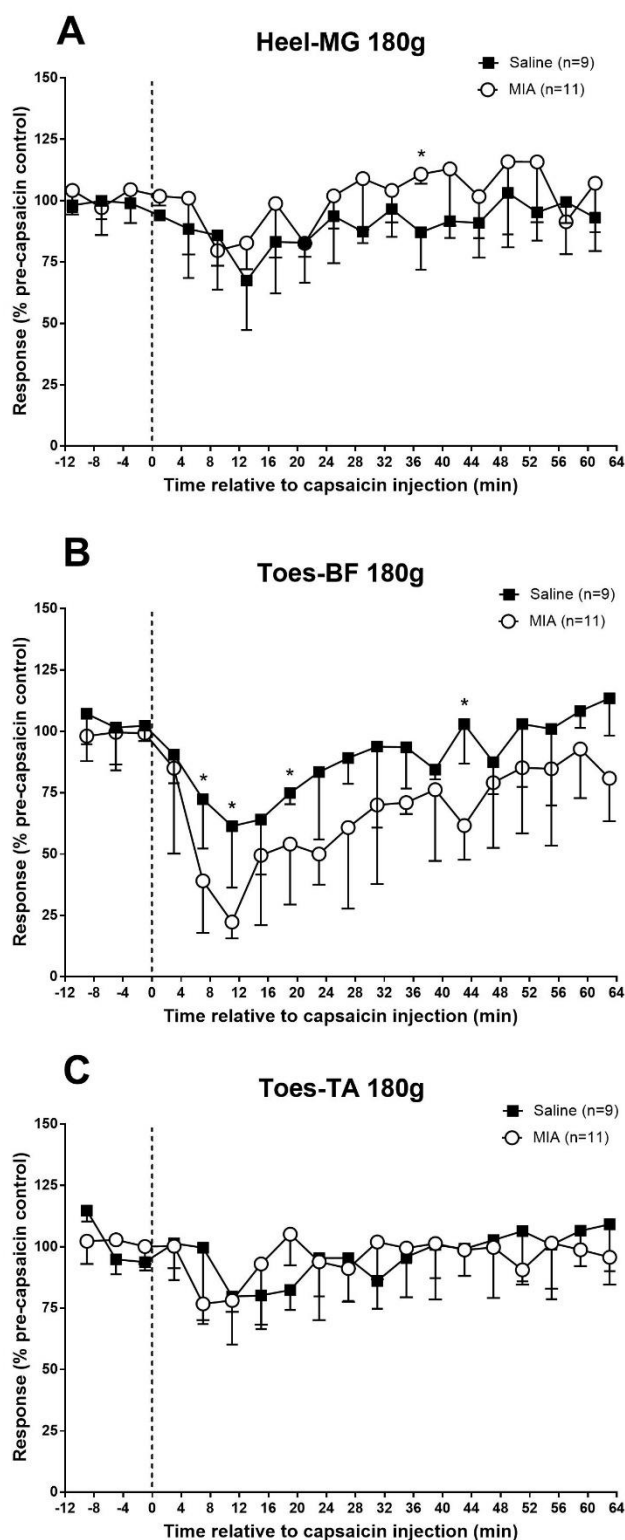 A
Heel-MG 180g
Saline (n=9)
MIA (n=11)
Response (% pre-capsaicin control)
150
125
100
75
50
25
0
*
-12 -8 -4 0 4 8 12 16 20 24 28 32 36 40 44 48 52 56 60 64
Time relative to capsaicin injection (min)
B
Toes-BF 180g
Saline (n=9)
MIA (n=11)
Response (% pre-capsaicin control)
150
125
100
75
50
25
0
* * * *
-12 -8 -4 0 4 8 12 16 20 24 28 32 36 40 44 48 52 56 60 64
Time relative to capsaicin injection (min)
C
Toes-TA 180g
Saline (n=9)
MIA (n=11)
Response (% pre-capsaicin control)
150
125
100
75
50
25
0
-12 -8 -4 0 4 8 12 16 20 24 28 32 36 40 44 48 52 56 60 64
Time relative to capsaicin injection (min)